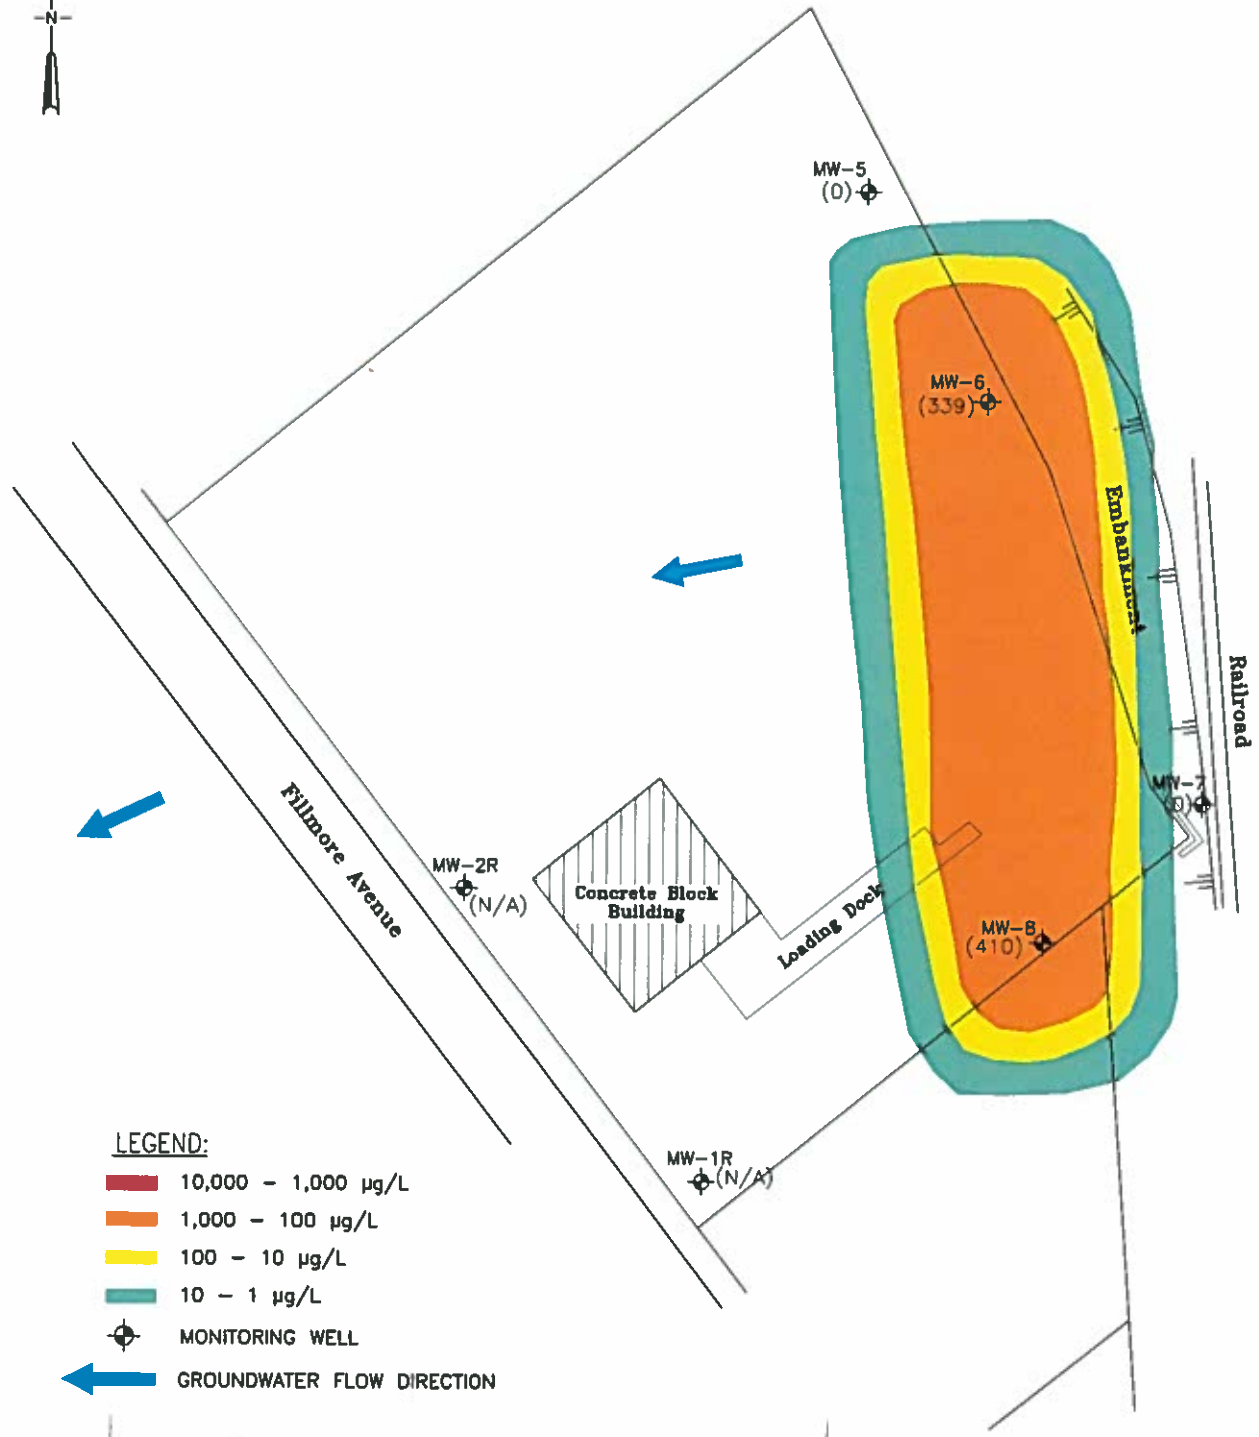 N
MW-5
(0)
MW-6
(339)
Embankment
Railroad
MW-7
(0)
Fillmore Avenue
MW-2R
(N/A)
Concrete Block
Building
Loading Dock
MW-8
(410)
MW-1R
(N/A)
LEGEND:
10,000 - 1,000 µg/L
1,000 - 100 µg/L
100 - 10 µg/L
10 - 1 µg/L
MONITORING WELL
GROUNDWATER FLOW DIRECTION